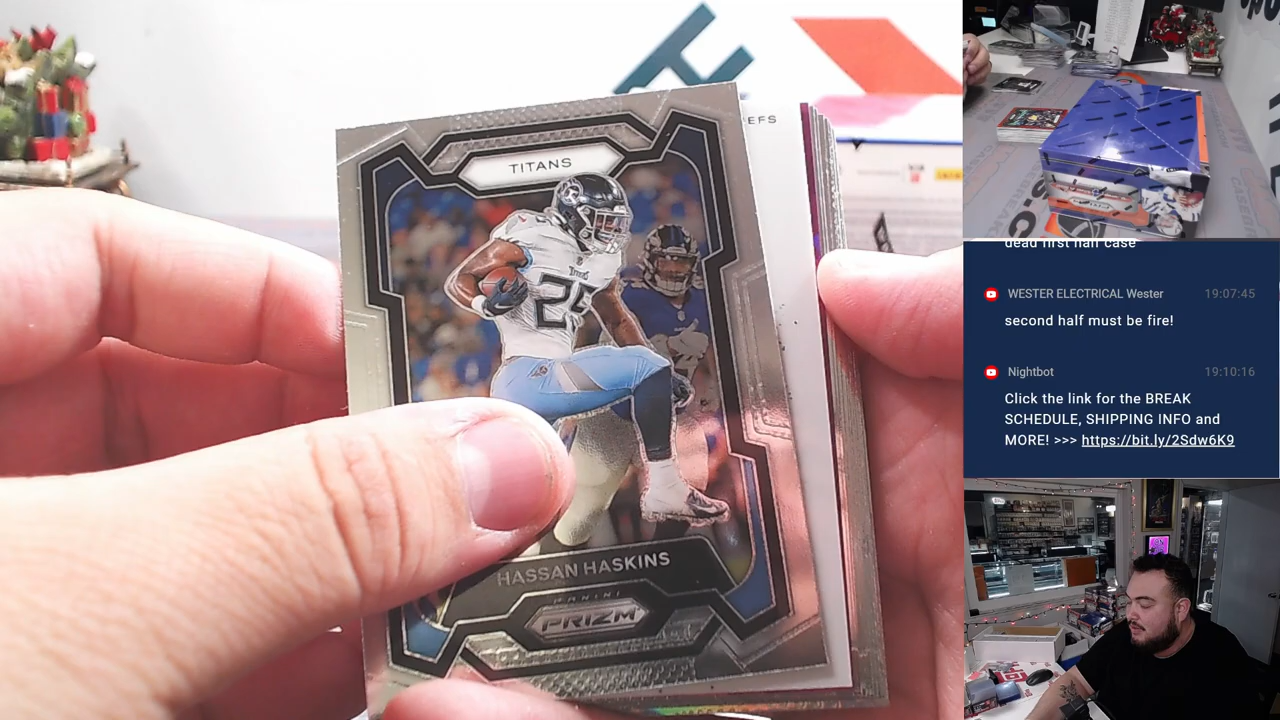 EFS
TITANS
25
HASSAN HASKINS
PANINI
PRIZM
dead first half case
WESTER ELECTRICAL Wester 19:07:45
second half must be fire!
Nightbot 19:10:16
Click the link for the BREAK
SCHEDULE, SHIPPING INFO and
MORE! >>> https://bit.ly/2Sdw6K9